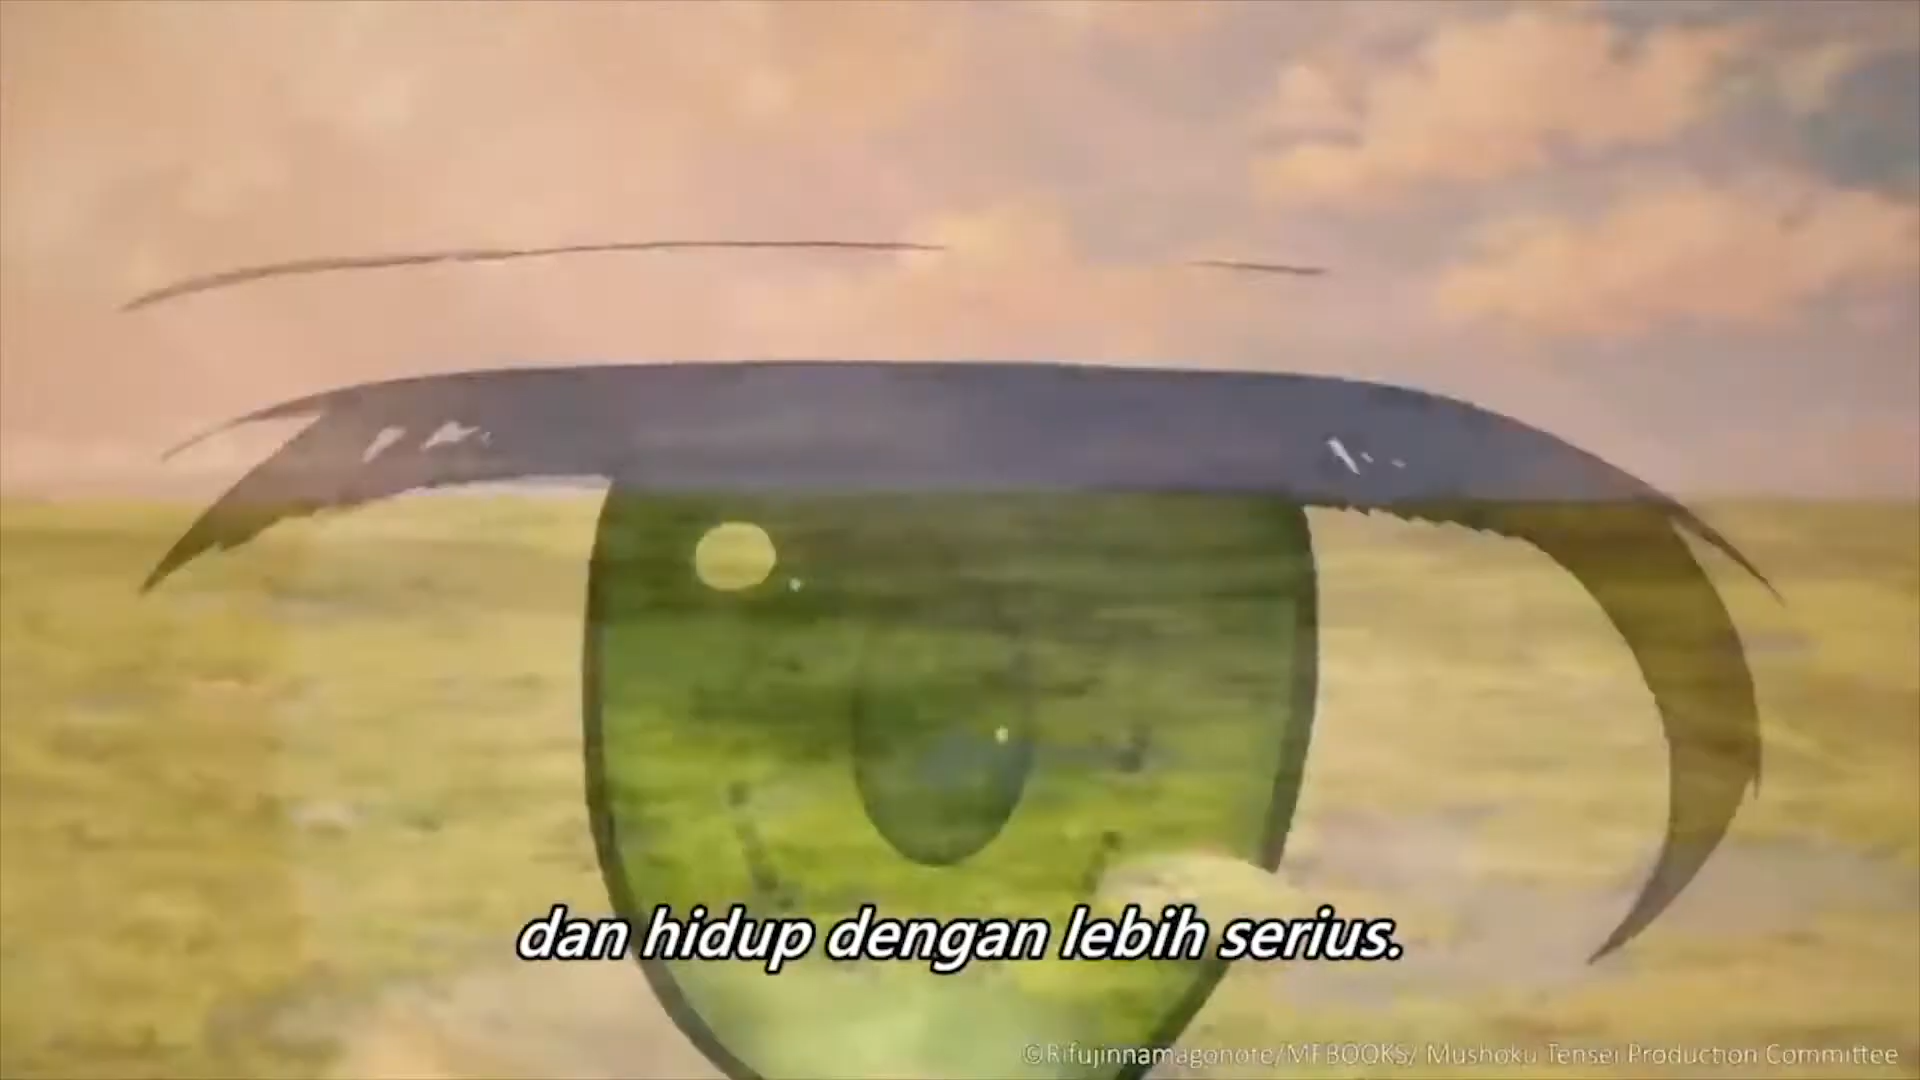 dan hidup dengan lebih serius.
©Rifujinnamagonote/MFBOOKS/ Mushoku Tensei Production Committee